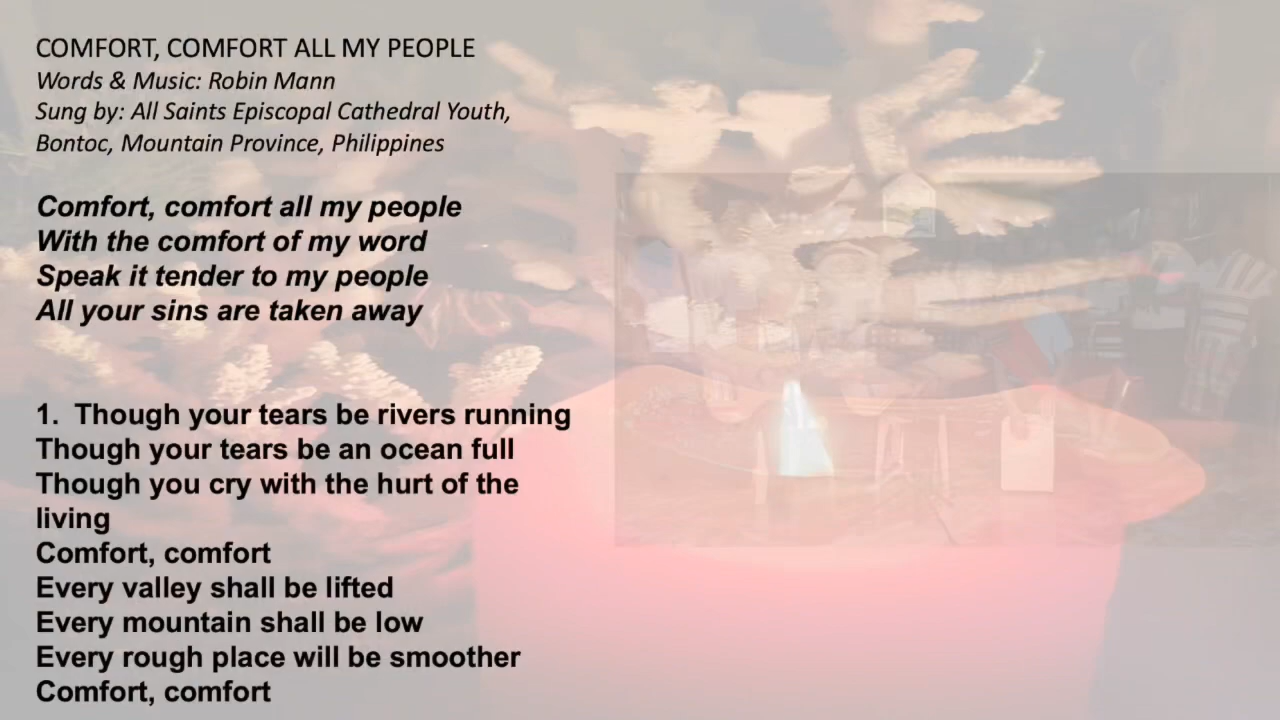 COMFORT, COMFORT ALL MY PEOPLE
Words & Music: Robin Mann
Sung by: All Saints Episcopal Cathedral Youth,
Bontoc, Mountain Province, Philippines
Comfort, comfort all my people
With the comfort of my word
Speak it tender to my people
All your sins are taken away
1. Though your tears be rivers running
Though your tears be an ocean full
Though you cry with the hurt of the
living
Comfort, comfort
Every valley shall be lifted
Every mountain shall be low
Every rough place will be smoother
Comfort, comfort